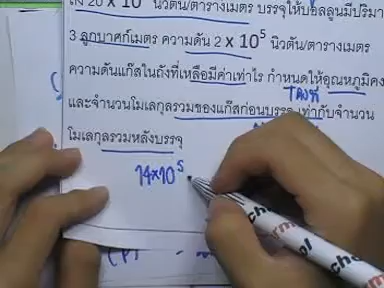 ถัง 20 x 10 นิวตัน/ตารางเมตร บรรจุให้บอลลูนมีปริมา
3 ลูกบาศก์เมตร ความดัน 2 x 10⁵ นิวตัน/ตารางเมตร
ความดันแก๊สในถังที่เหลือมีค่าเท่าไร กำหนดให้อุณหภูมิคง
และจำนวนโมเลกุลรวมของแก๊สก่อนบรรจุ เท่ากับจำนวน
โมเลกุลรวมหลังบรรจุ
14x10⁵